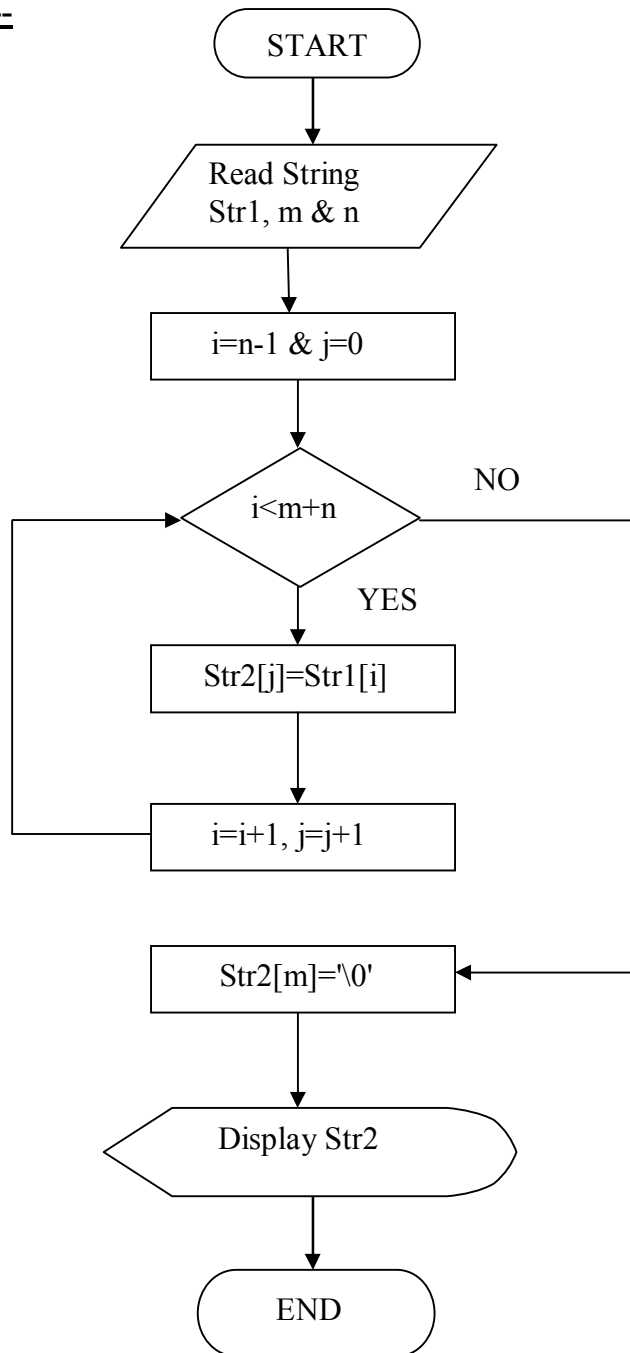 START
Read String
Str1, m & n
i=n-1 & j=0
i<m+n
NO
YES
Str2[j]=Str1[i]
i=i+1, j=j+1
Str2[m]='\0'
Display Str2
END